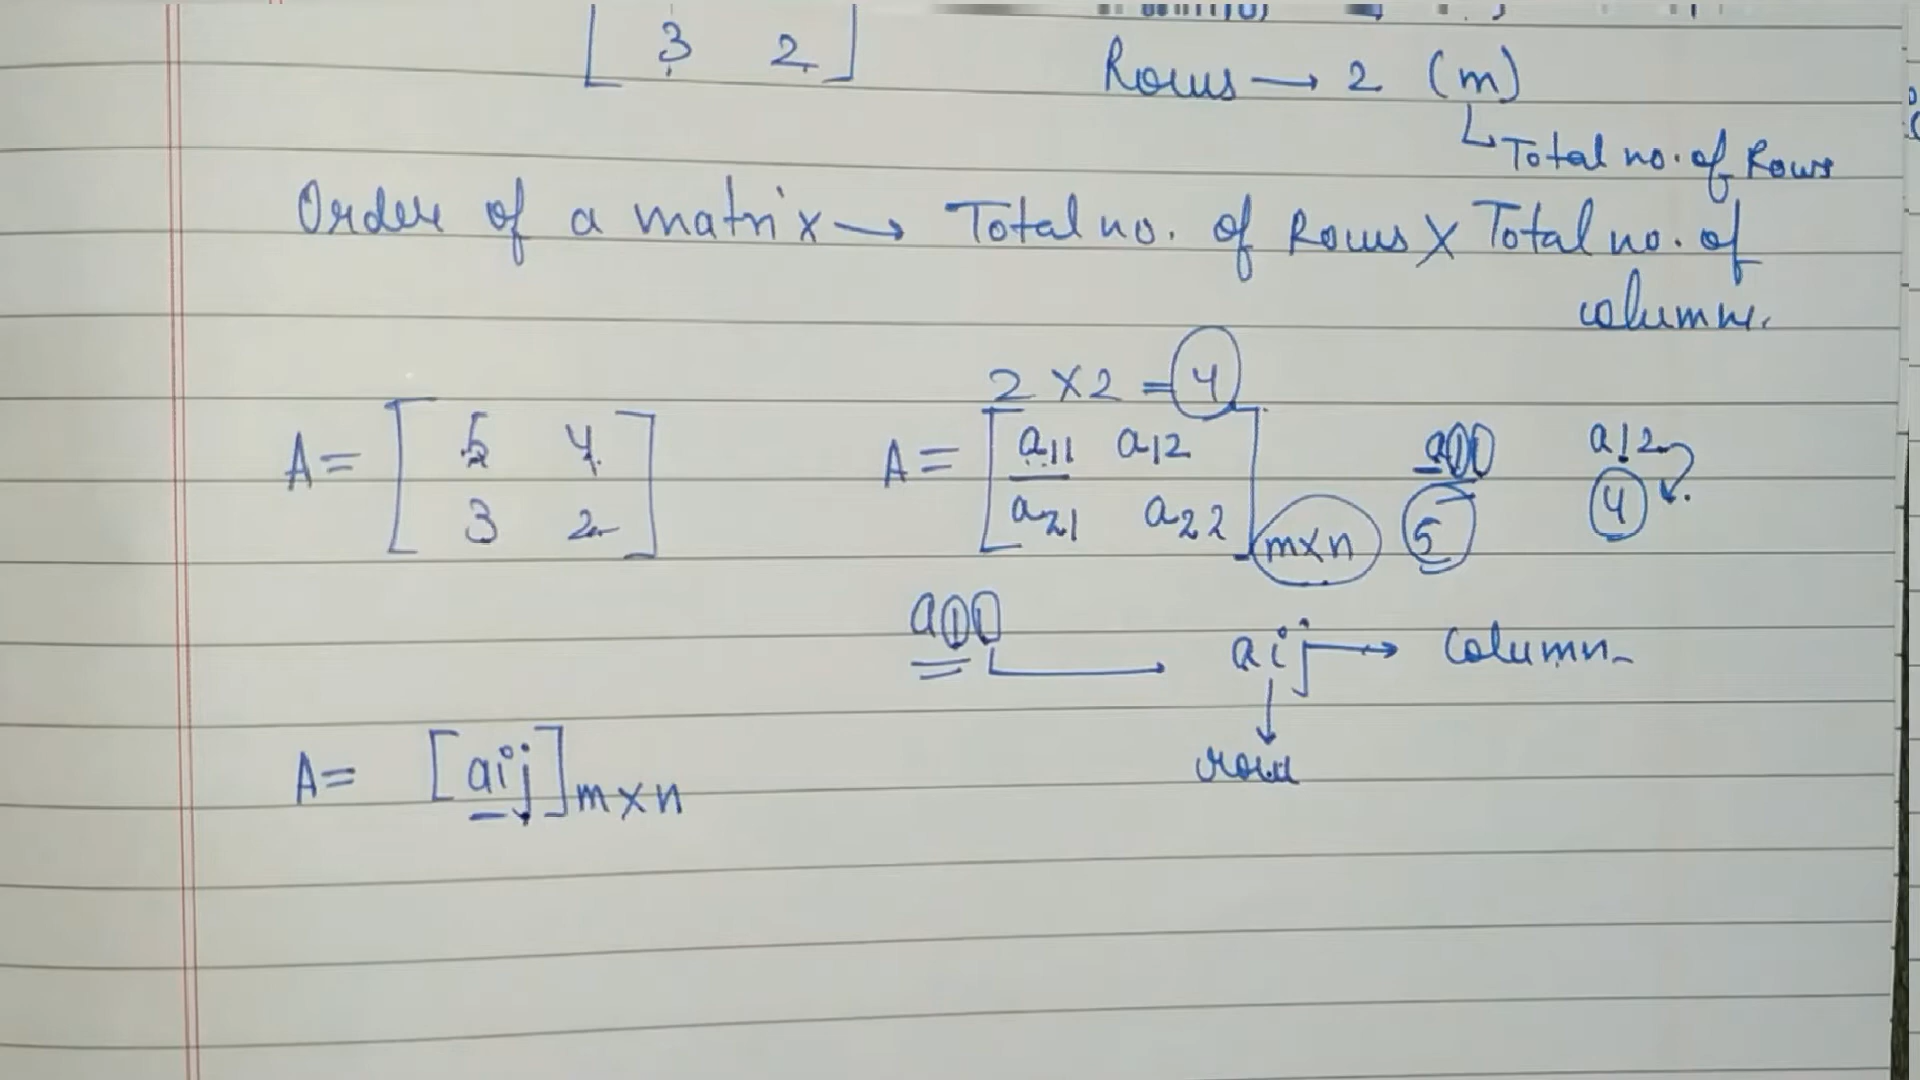 [ 3 2 ]
Rows → 2 (m)
↳ Total no. of Rows
Order of a matrix → Total no. of Rows X Total no. of
columns.
2 X 2 = 4
A = [ 5 4
3 2 ]
A = [ a11 a12
a21 a22 ] mxn
a11
5
a12
4
a11 → aij → column
↓
row
A = [aij] m x n